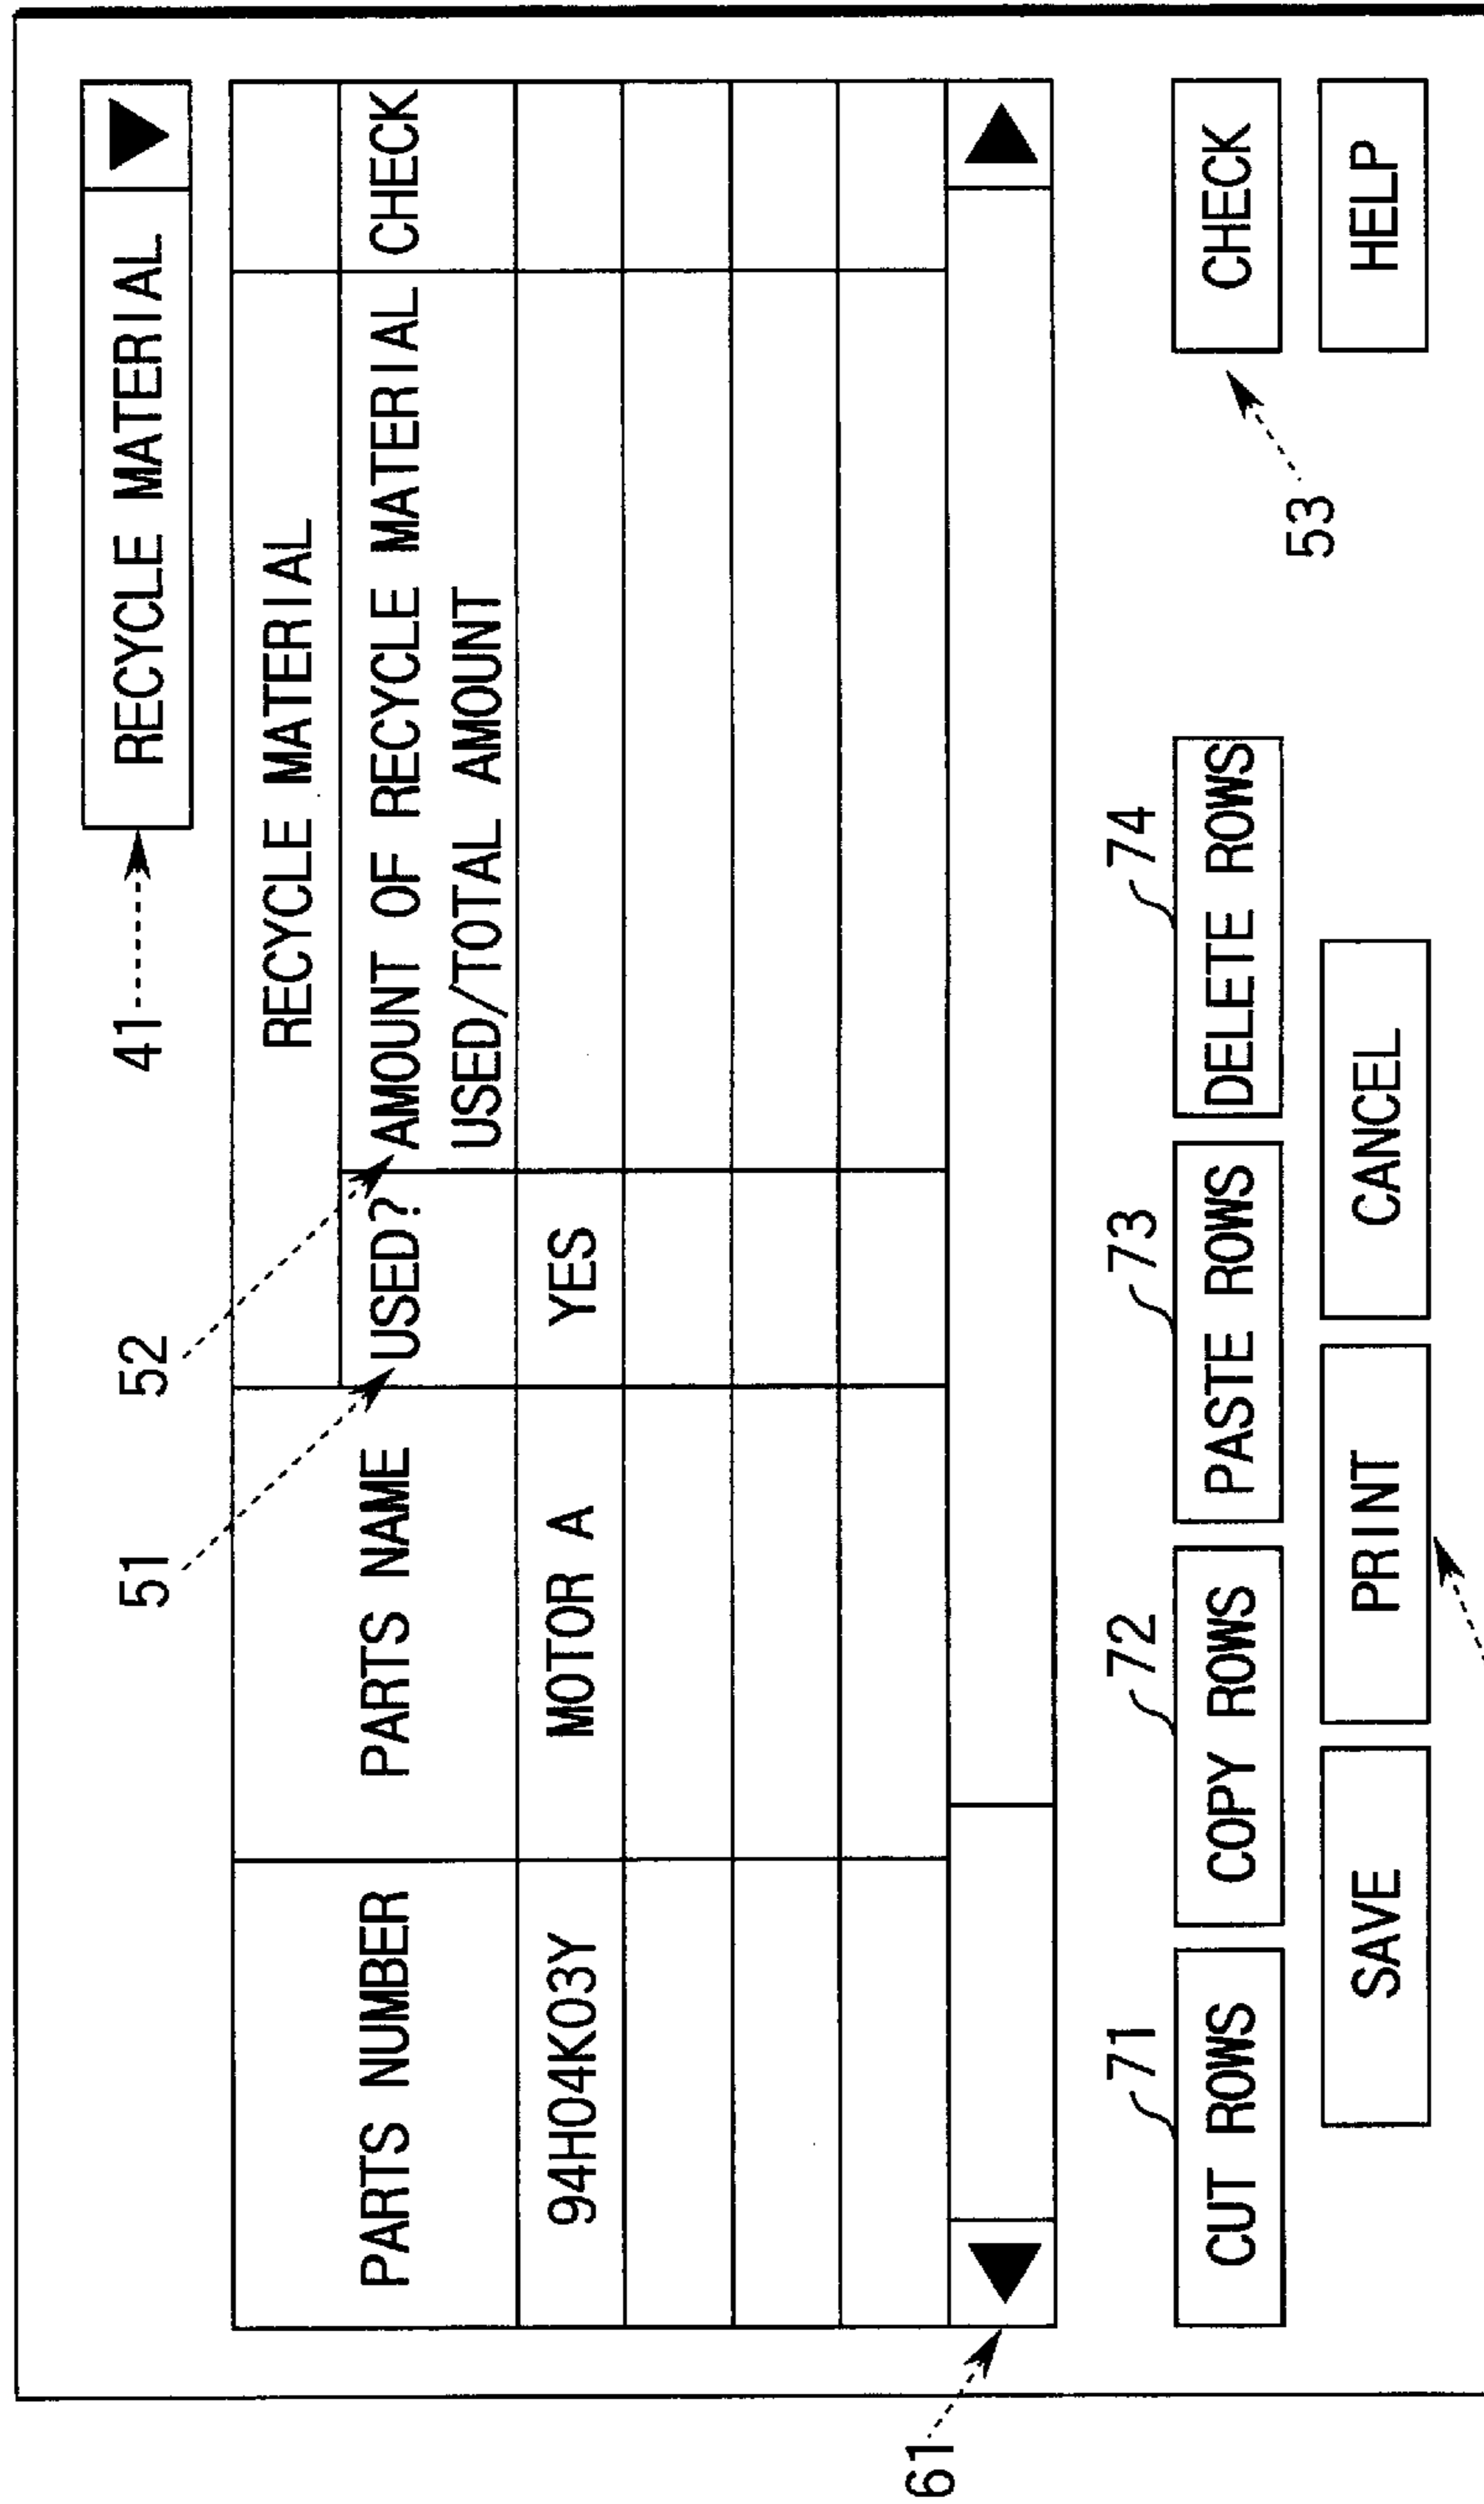 41
RECYCLE MATERIAL
51
52
PARTS NUMBER
PARTS NAME
RECYCLE MATERIAL
USED?
AMOUNT OF RECYCLE MATERIAL
USED/TOTAL AMOUNT
CHECK
94H04K03Y
MOTOR A
YES
61
71
72
73
74
53
CUT ROWS
COPY ROWS
PASTE ROWS
DELETE ROWS
CHECK
SAVE
PRINT
CANCEL
HELP